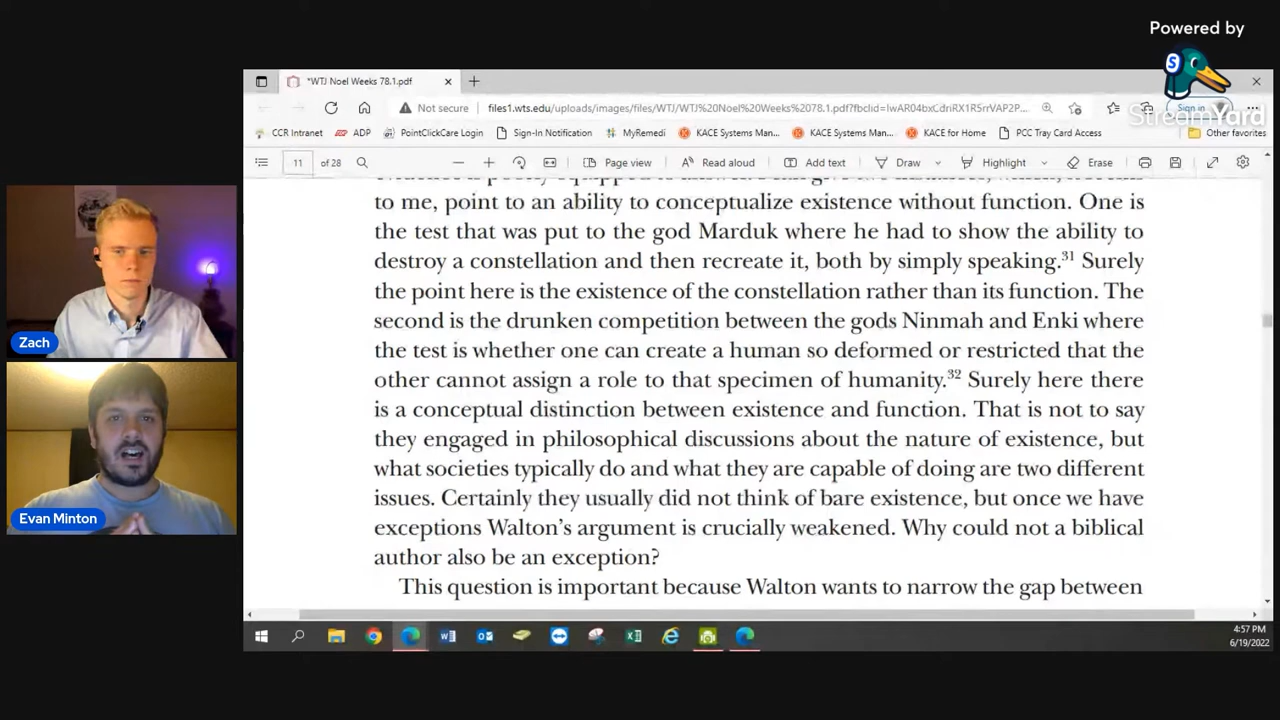 Powered by
StreamYard
*WTJ Noel Weeks 78.1.pdf
Not secure
files1.wts.edu/uploads/images/files/WTJ/WTJ%20Noel%20Weeks%2078.1.pdf?fbclid=IwAR04bxCdriRX1RSrrVAP2P...
Sign in
CCR Intranet
ADP
PointClickCare Login
Sign-In Notification
MyRemedi
KACE Systems Man...
KACE Systems Man...
KACE for Home
PCC Tray Card Access
Other favorites
11 of 28
Page view
Read aloud
Add text
Draw
Highlight
Erase
to me, point to an ability to conceptualize existence without function. One is
the test that was put to the god Marduk where he had to show the ability to
destroy a constellation and then recreate it, both by simply speaking.31 Surely
the point here is the existence of the constellation rather than its function. The
second is the drunken competition between the gods Ninmah and Enki where
the test is whether one can create a human so deformed or restricted that the
other cannot assign a role to that specimen of humanity.32 Surely here there
is a conceptual distinction between existence and function. That is not to say
they engaged in philosophical discussions about the nature of existence, but
what societies typically do and what they are capable of doing are two different
issues. Certainly they usually did not think of bare existence, but once we have
exceptions Walton's argument is crucially weakened. Why could not a biblical
author also be an exception?
This question is important because Walton wants to narrow the gap between
Zach
Evan Minton
4:57 PM
6/19/2022